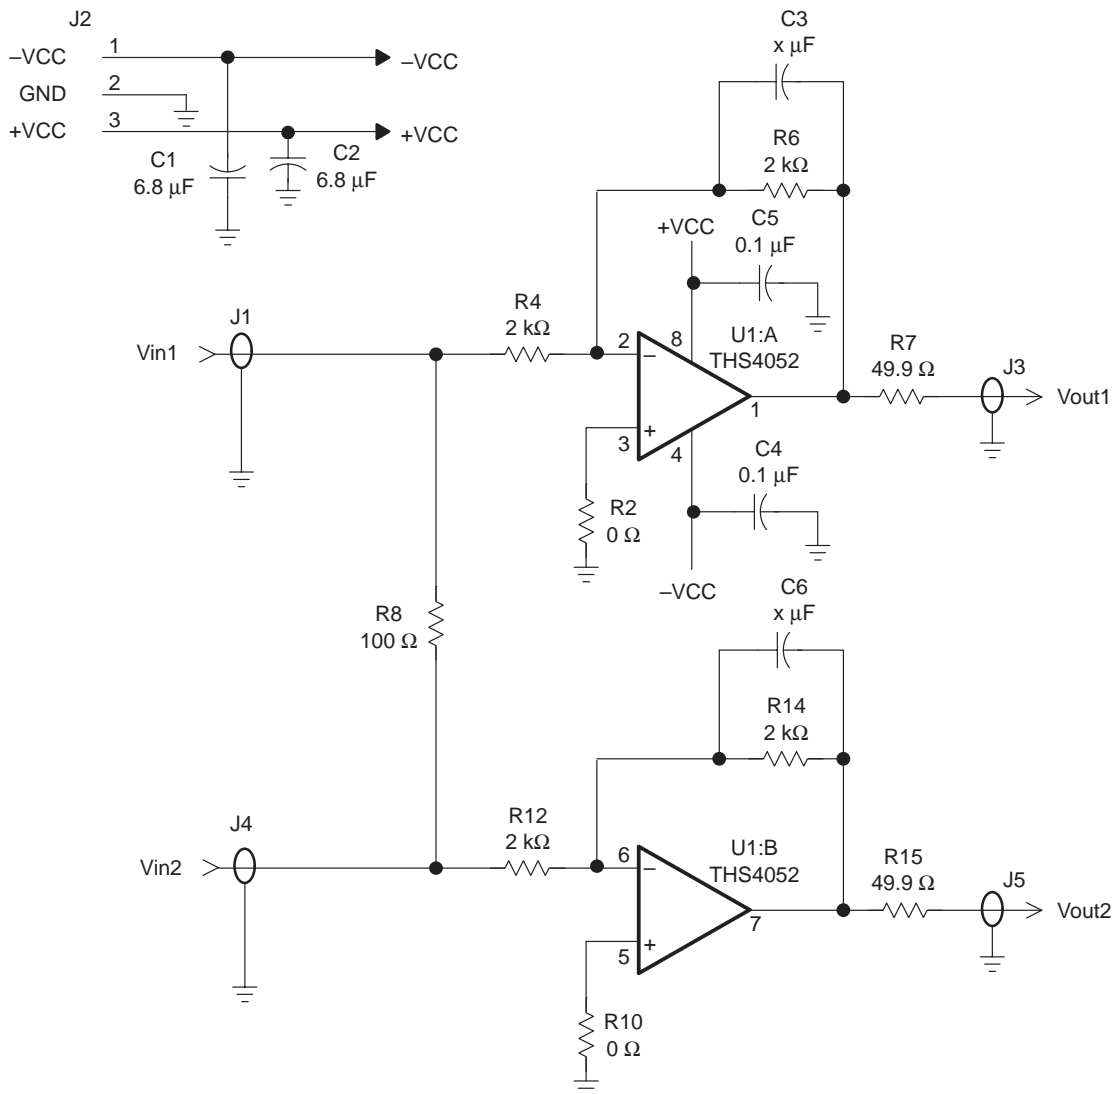 J2
–VCC 1 –VCC
GND 2
+VCC 3 +VCC
C1
6.8 µF
C2
6.8 µF
C3
x µF
R6
2 kΩ
C5
0.1 µF
+VCC
Vin1
J1
R4
2 kΩ
2
–
8
U1:A
THS4052
1
3
+
4
R7
49.9 Ω
J3
Vout1
C4
0.1 µF
R2
0 Ω
–VCC
R8
100 Ω
C6
x µF
R14
2 kΩ
Vin2
J4
R12
2 kΩ
6
–
U1:B
THS4052
7
5
+
R15
49.9 Ω
J5
Vout2
R10
0 Ω